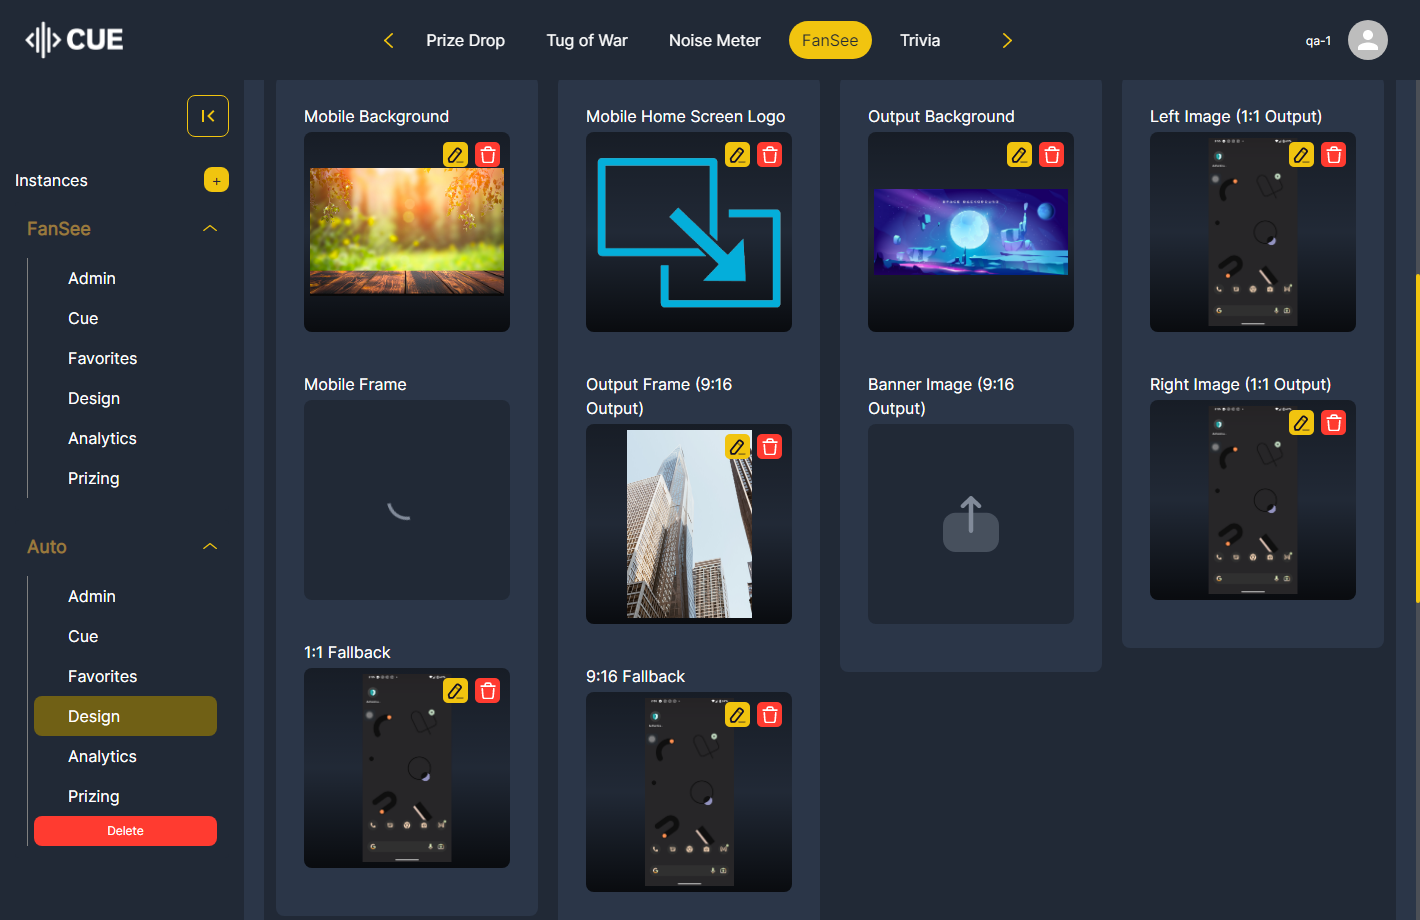 CUE
Prize Drop
Tug of War
Noise Meter
FanSee
Trivia
qa-1
Instances
+
FanSee
Admin
Cue
Favorites
Design
Analytics
Prizing
Auto
Admin
Cue
Favorites
Design
Analytics
Prizing
Delete
Mobile Background
Mobile Home Screen Logo
Output Background
SPACE BACKGROUND
Left Image (1:1 Output)
Mobile Frame
Output Frame (9:16
Output)
Banner Image (9:16
Output)
Right Image (1:1 Output)
1:1 Fallback
9:16 Fallback